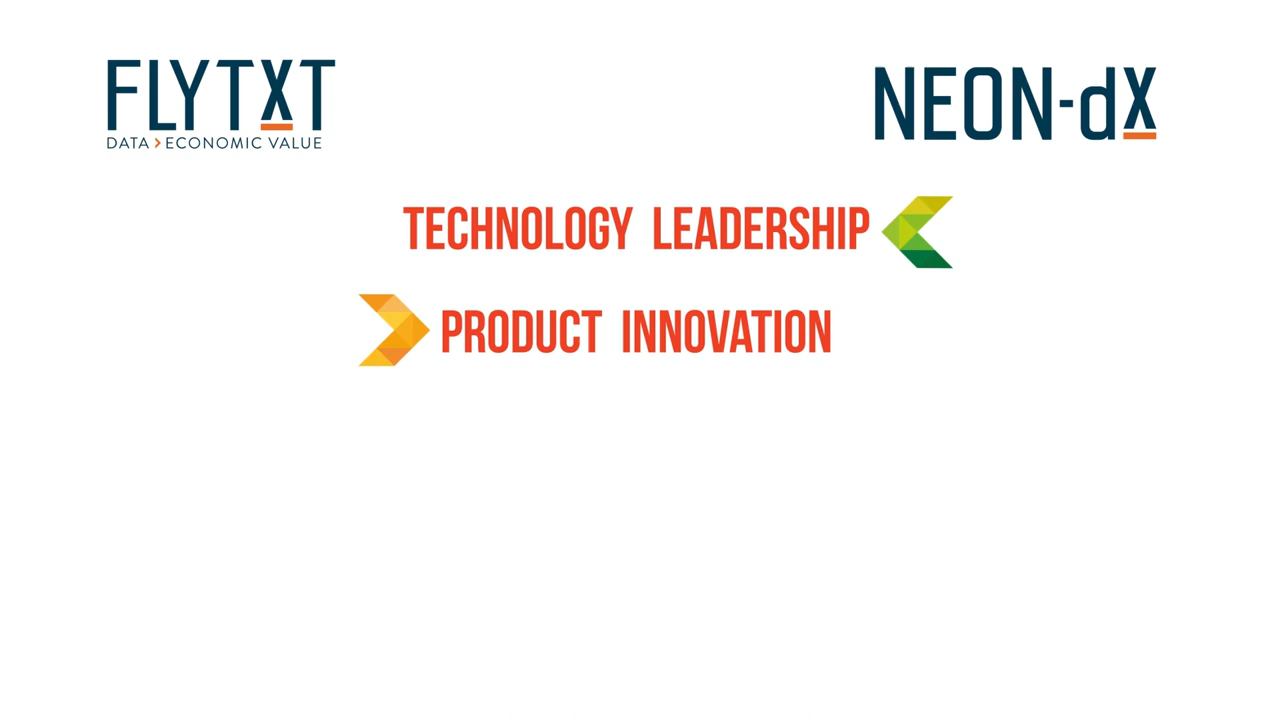 FLYTXT
DATA > ECONOMIC VALUE
NEON-dX
TECHNOLOGY LEADERSHIP
PRODUCT INNOVATION